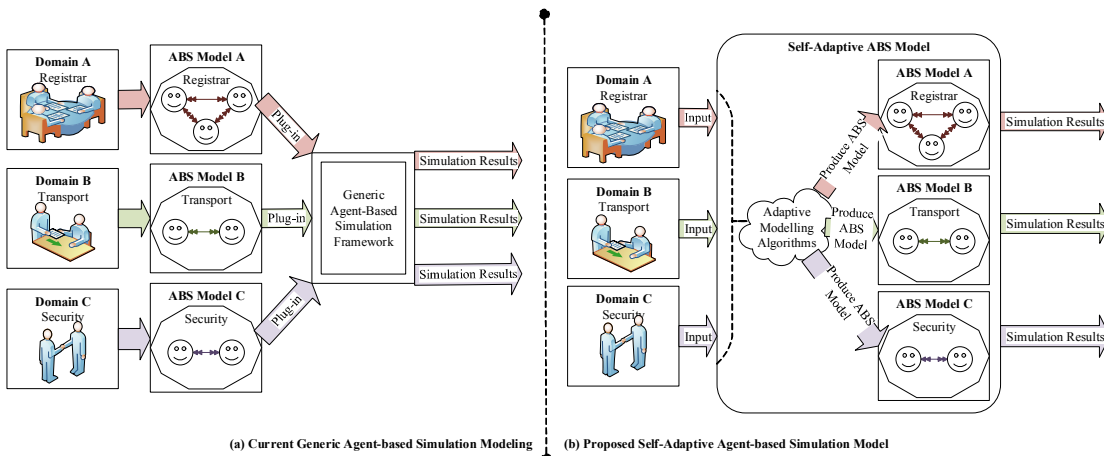 Domain A
Registrar
ABS Model A
Registrar
Plug-in
Domain B
Transport
ABS Model B
Transport
Plug-in
Domain C
Security
ABS Model C
Security
Plug-in
Generic
Agent-Based
Simulation
Framework
Simulation Results
Simulation Results
Simulation Results
(a) Current Generic Agent-based Simulation Modeling
Self-Adaptive ABS Model
Domain A
Registrar
Input
Domain B
Transport
Input
Domain C
Security
Input
Adaptive
Modelling
Algorithms
Produce ABS
Model
Produce
ABS
Model
Produce ABS
Model
ABS Model A
Registrar
Simulation Results
ABS Model B
Transport
Simulation Results
ABS Model C
Security
Simulation Results
(b) Proposed Self-Adaptive Agent-based Simulation Model